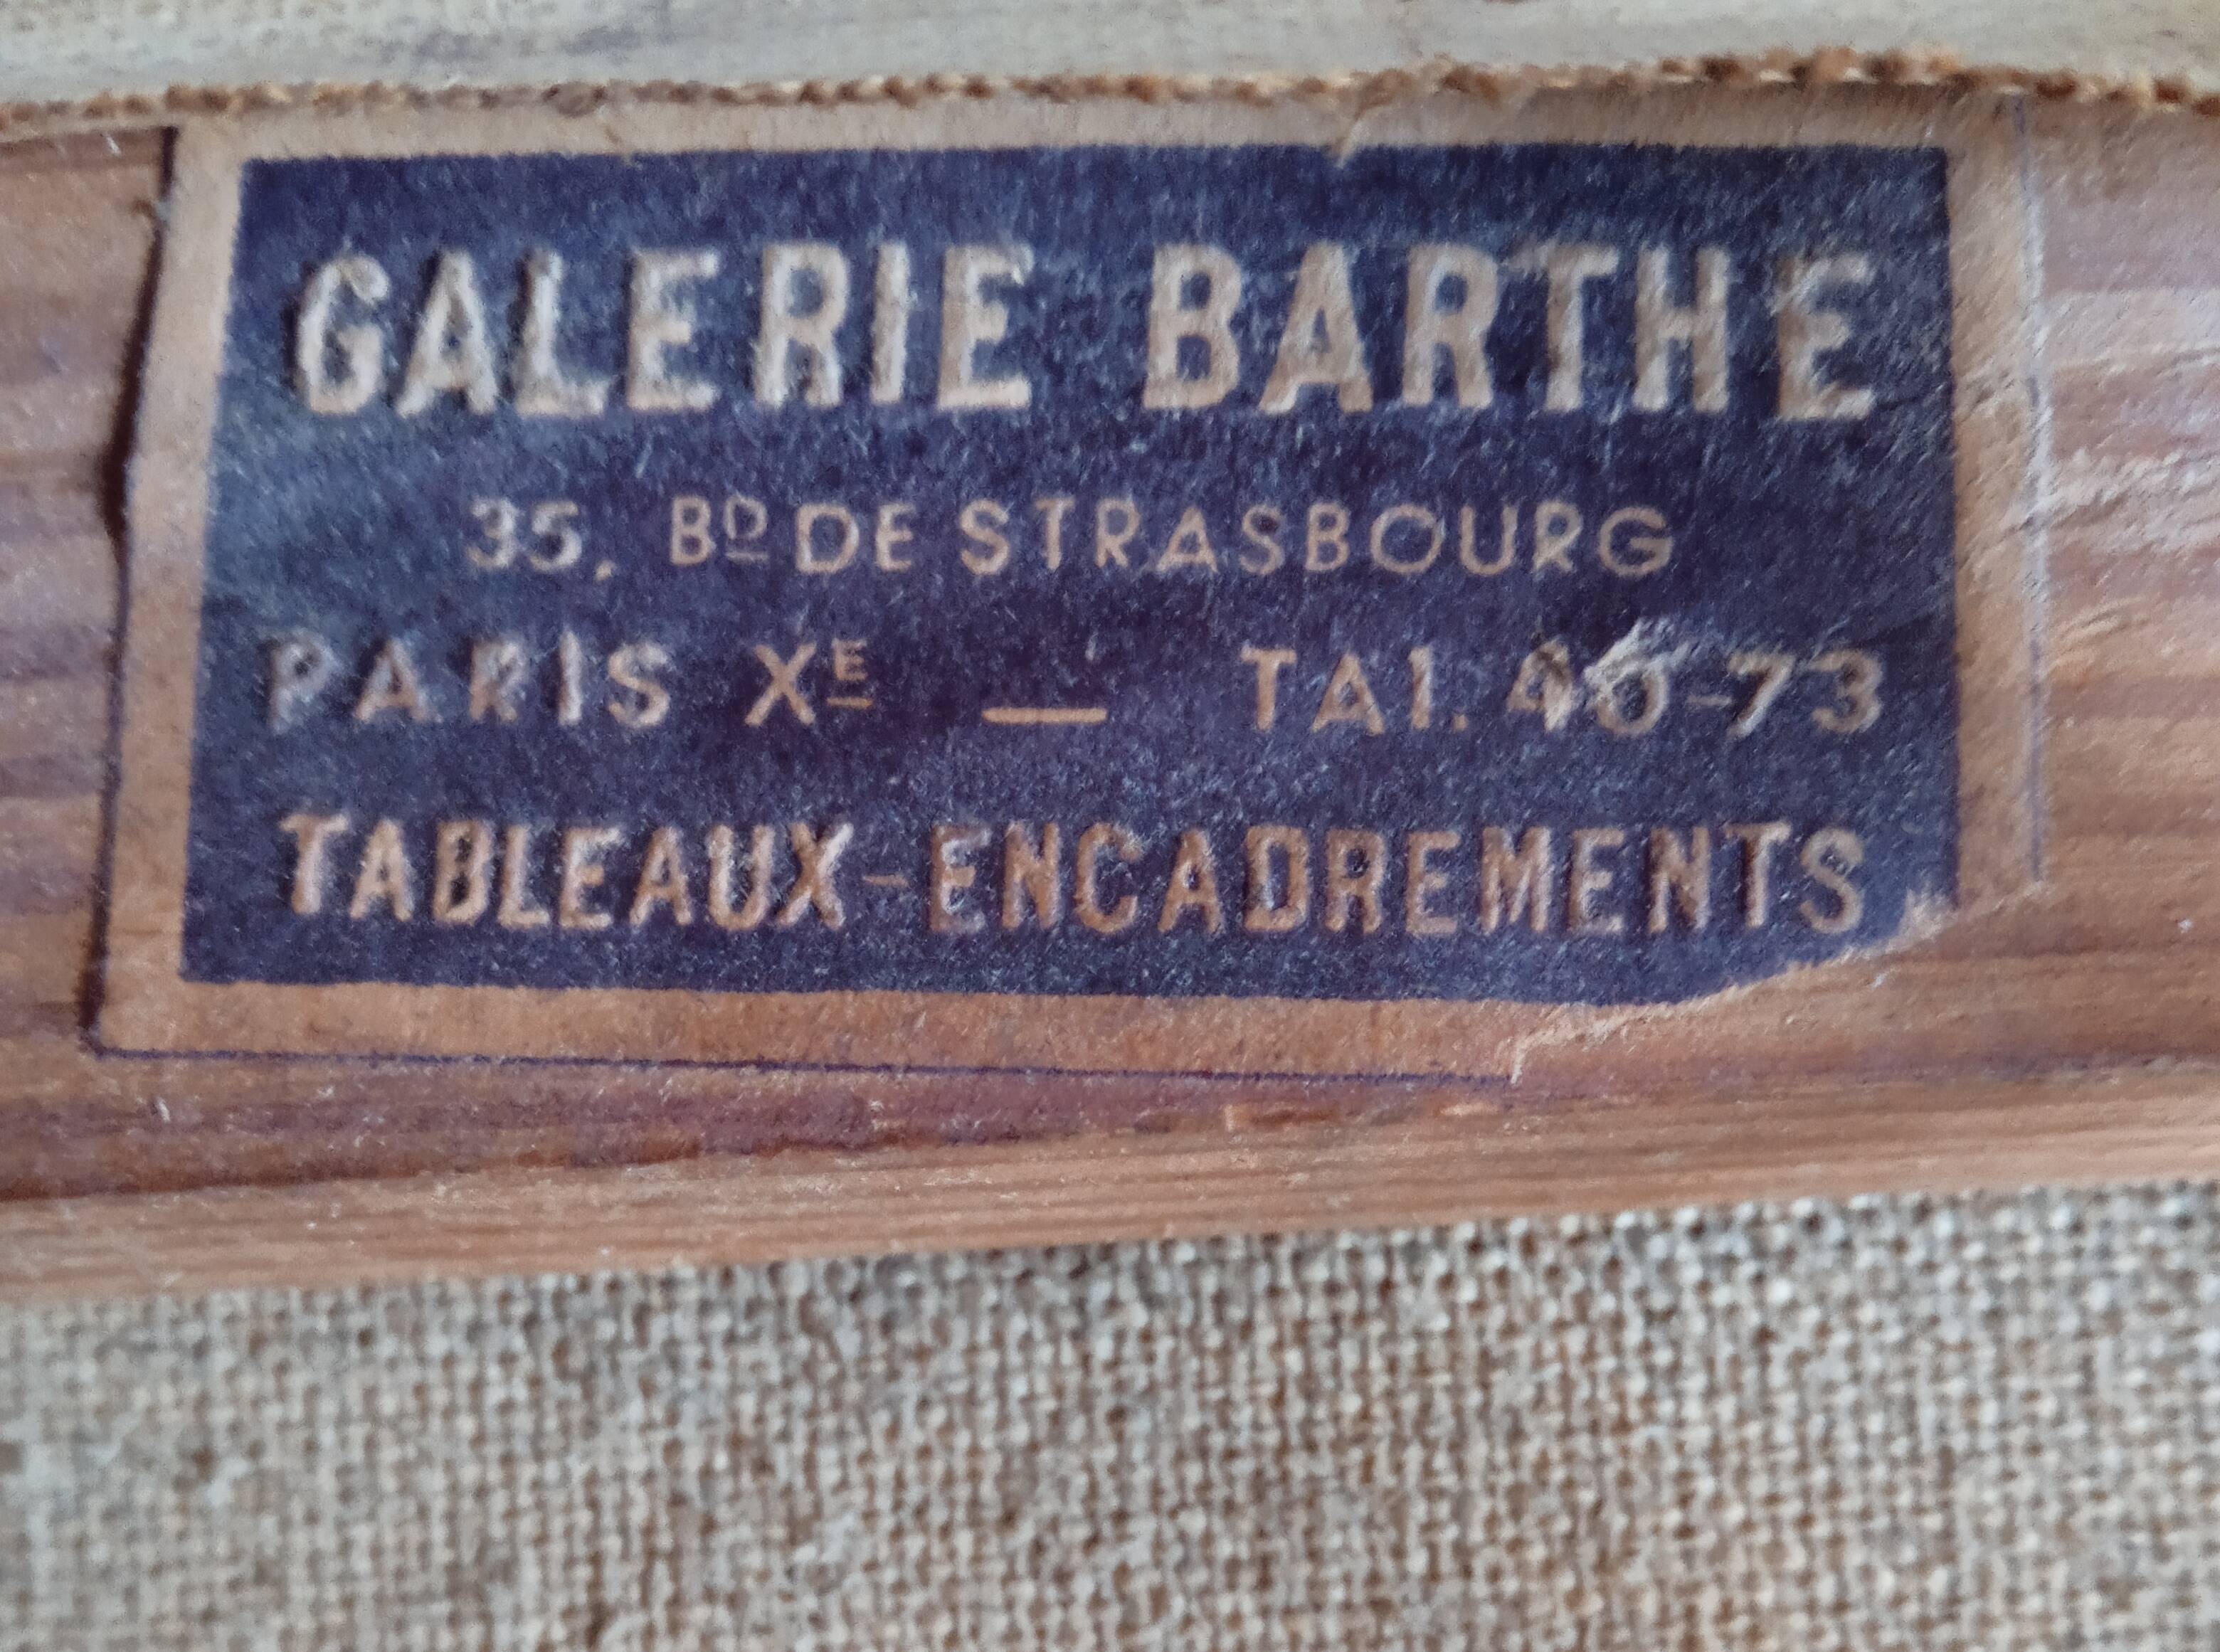 GALERIE BARTHE
35, BD DE STRASBOURG
PARIS XE — TAI. 46-73
TABLEAUX-ENCADREMENTS